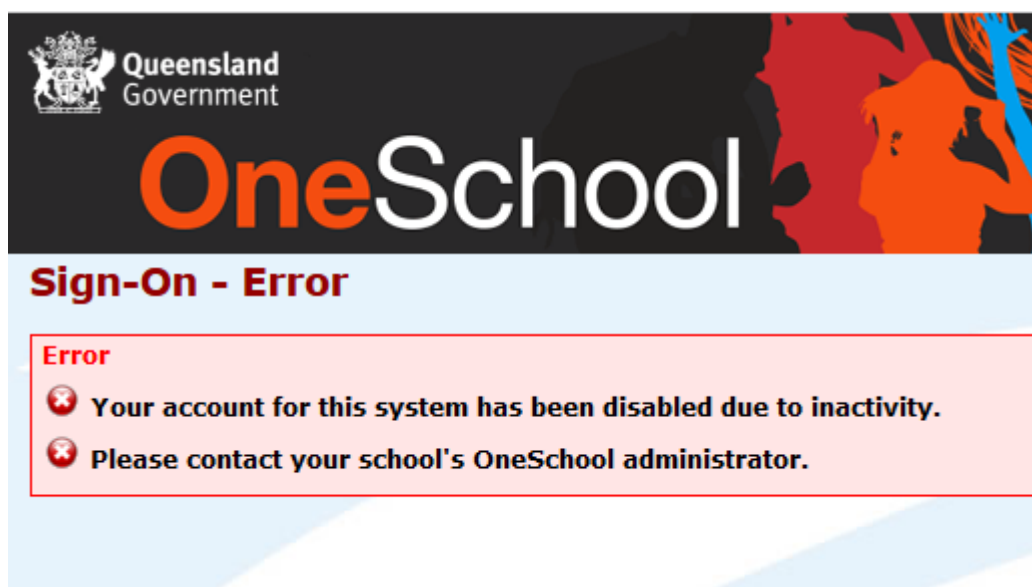 Queensland
Government
OneSchool
Sign-On - Error
Error
Your account for this system has been disabled due to inactivity.
Please contact your school's OneSchool administrator.